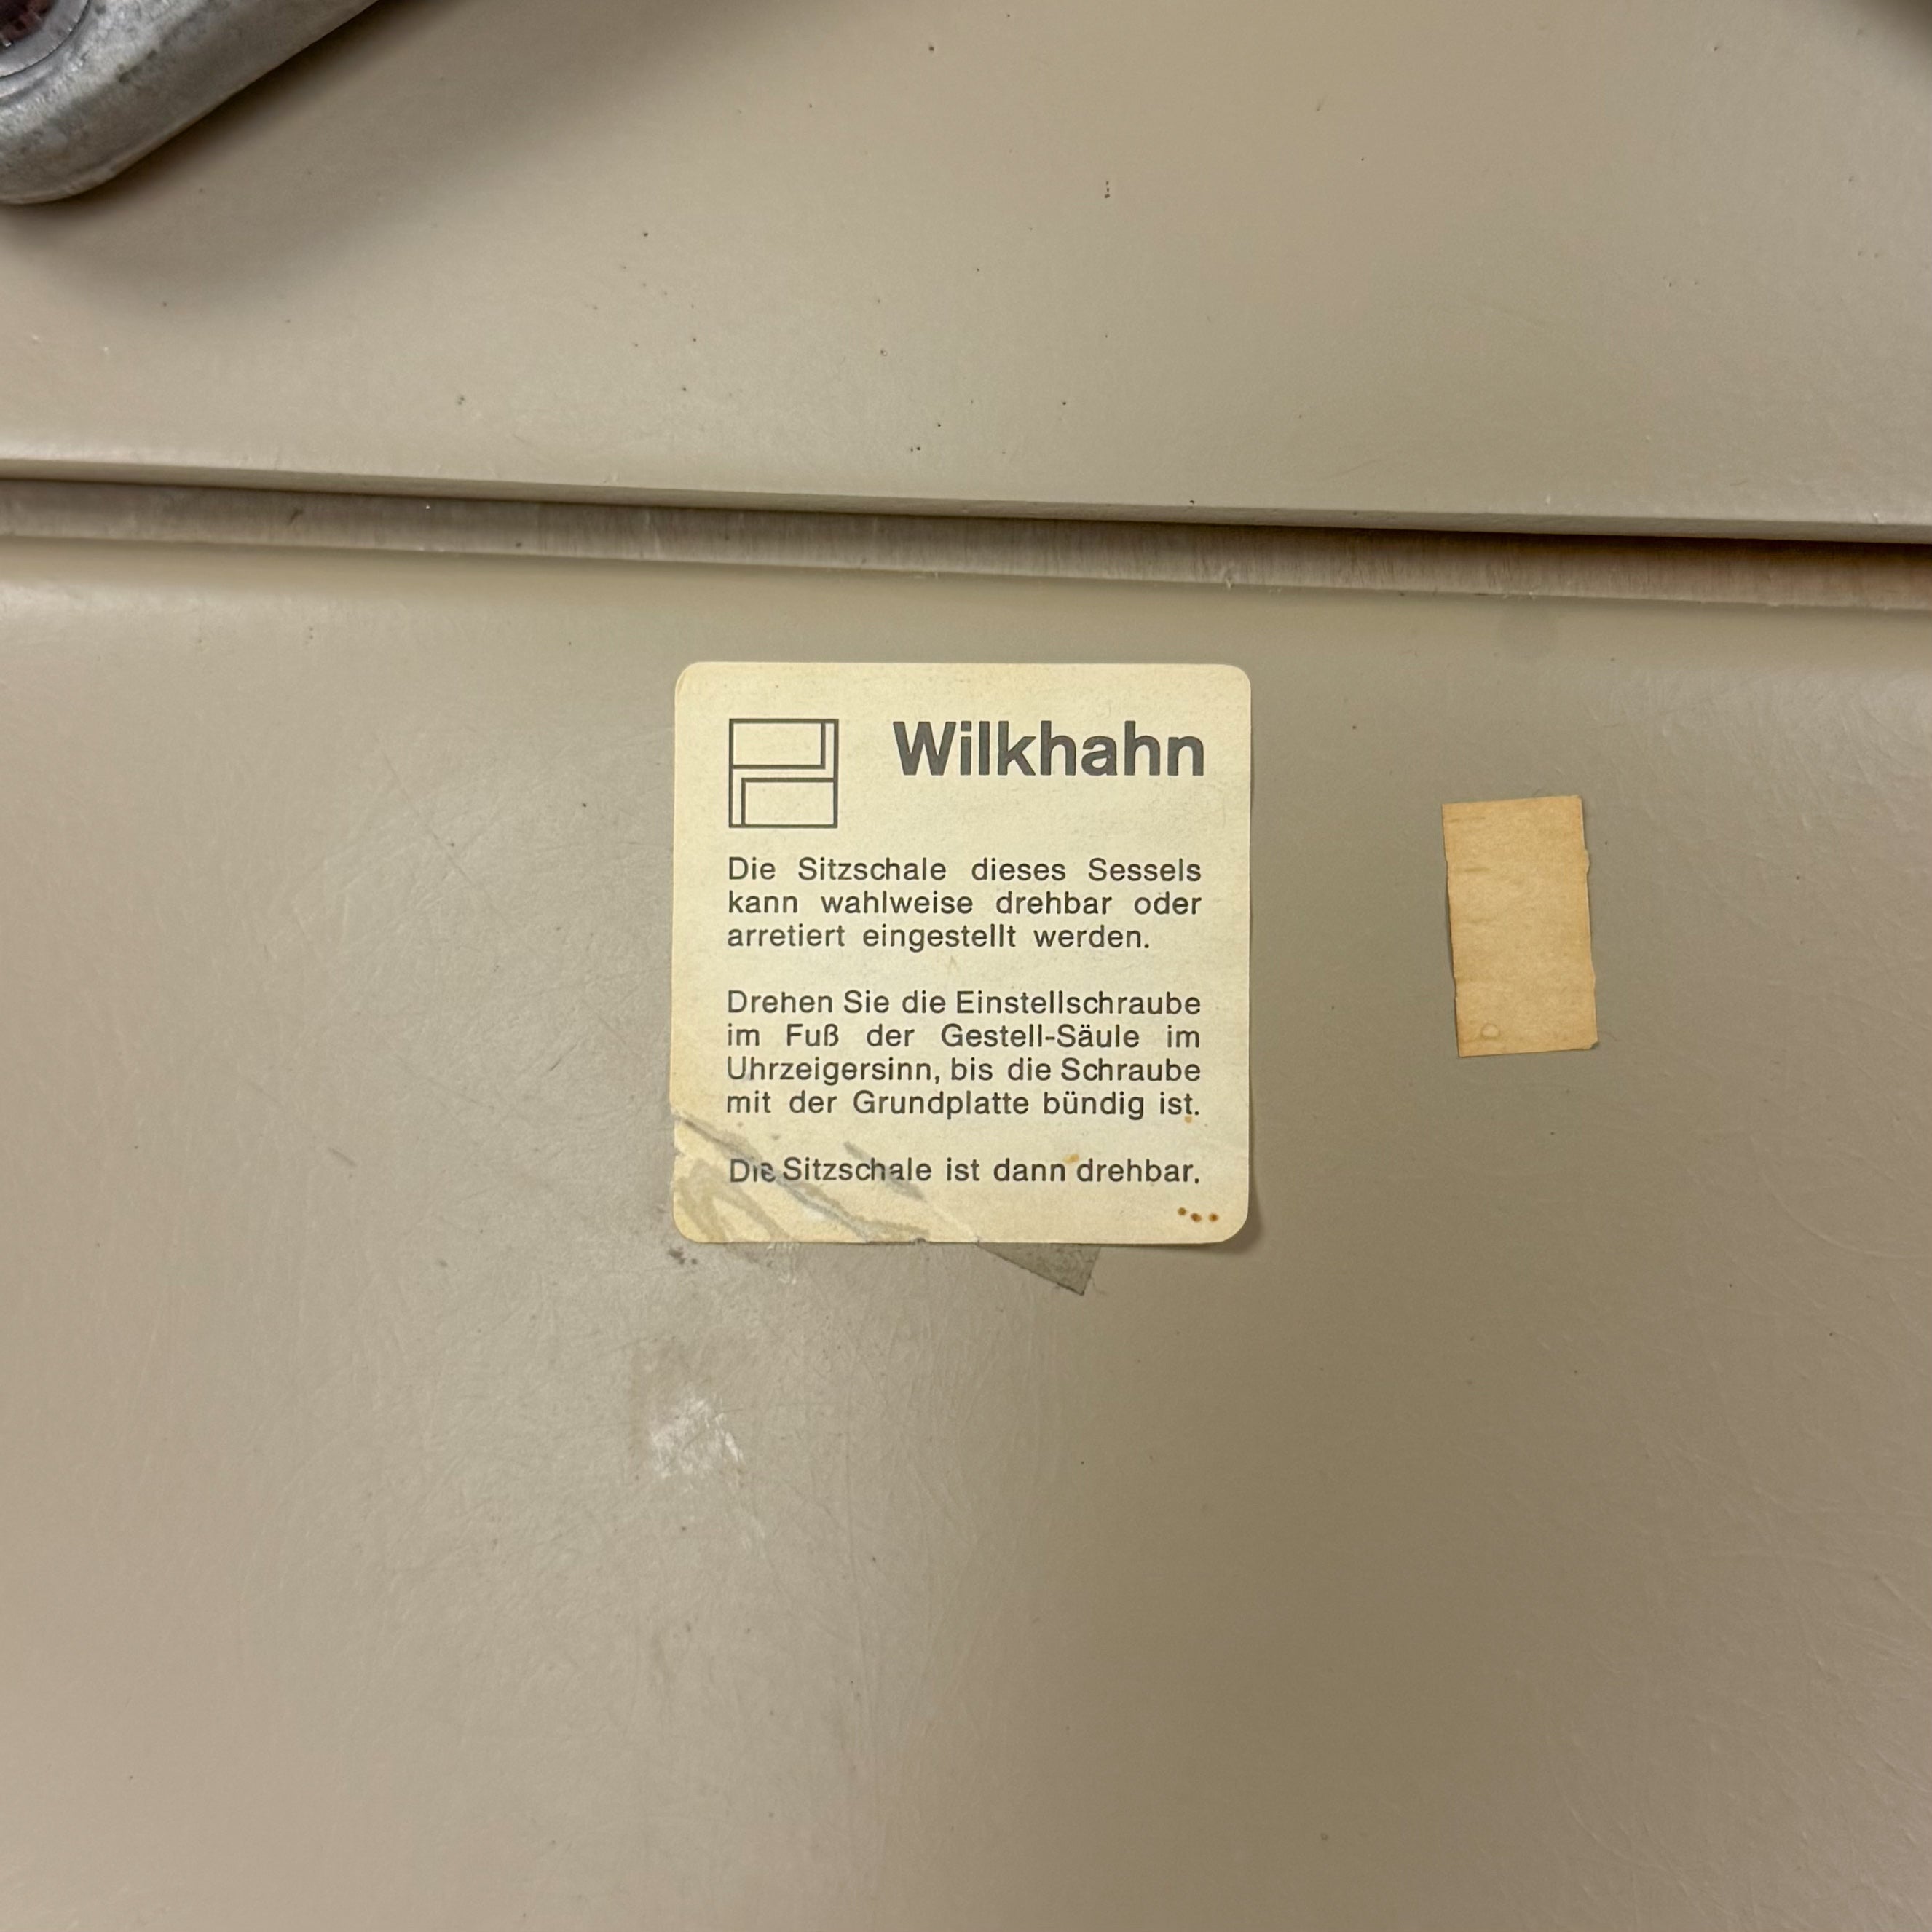 Wilkhahn
Die Sitzschale dieses Sessels
kann wahlweise drehbar oder
arretiert eingestellt werden.
Drehen Sie die Einstellschraube
im Fuß der Gestell-Säule im
Uhrzeigersinn, bis die Schraube
mit der Grundplatte bündig ist.
Die Sitzschale ist dann drehbar.